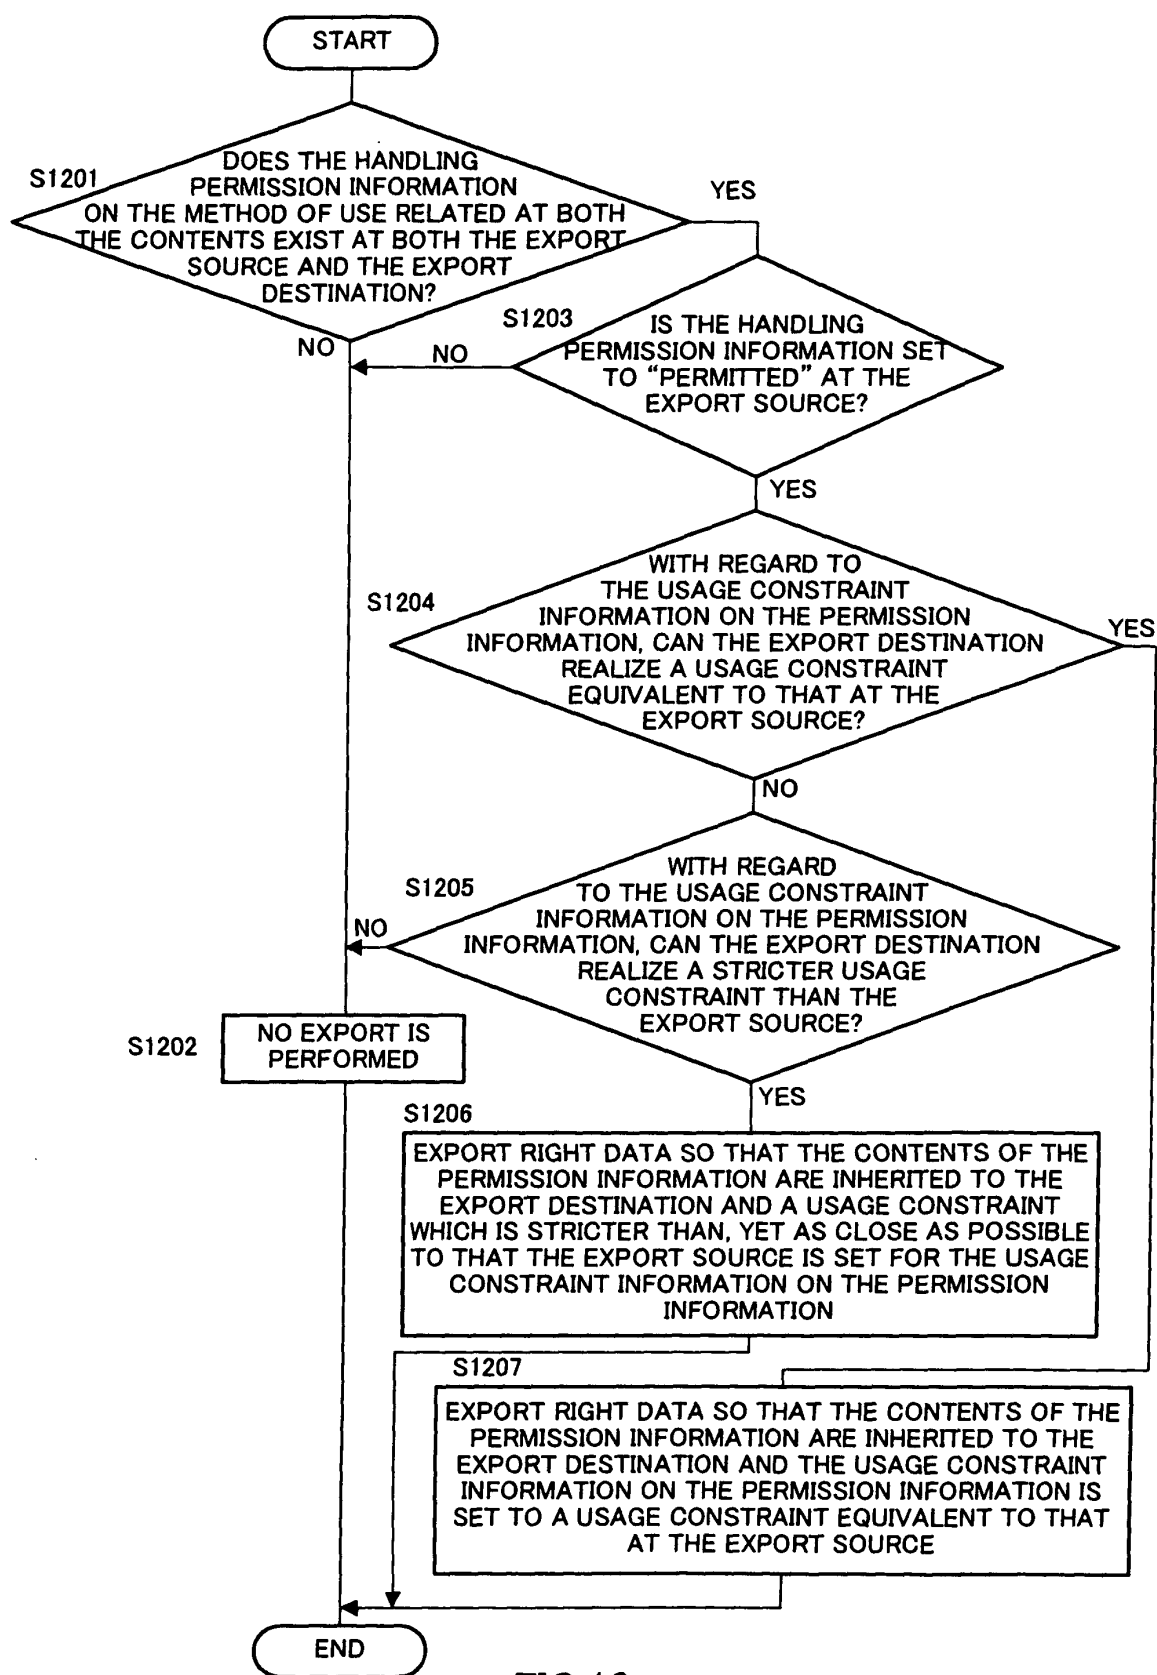 START
S1201
DOES THE HANDLING
PERMISSION INFORMATION
ON THE METHOD OF USE RELATED AT BOTH
THE CONTENTS EXIST AT BOTH THE EXPORT
SOURCE AND THE EXPORT
DESTINATION?
YES
NO
S1203
IS THE HANDLING
PERMISSION INFORMATION SET
TO “PERMITTED” AT THE
EXPORT SOURCE?
NO
YES
S1204
WITH REGARD TO
THE USAGE CONSTRAINT
INFORMATION ON THE PERMISSION
INFORMATION, CAN THE EXPORT DESTINATION
REALIZE A USAGE CONSTRAINT
EQUIVALENT TO THAT AT THE
EXPORT SOURCE?
YES
NO
S1205
WITH REGARD
TO THE USAGE CONSTRAINT
INFORMATION ON THE PERMISSION
INFORMATION, CAN THE EXPORT DESTINATION
REALIZE A STRICTER USAGE
CONSTRAINT THAN THE
EXPORT SOURCE?
NO
S1202
NO EXPORT IS
PERFORMED
YES
S1206
EXPORT RIGHT DATA SO THAT THE CONTENTS OF THE
PERMISSION INFORMATION ARE INHERITED TO THE
EXPORT DESTINATION AND A USAGE CONSTRAINT
WHICH IS STRICTER THAN, YET AS CLOSE AS POSSIBLE
TO THAT THE EXPORT SOURCE IS SET FOR THE USAGE
CONSTRAINT INFORMATION ON THE PERMISSION
INFORMATION
S1207
EXPORT RIGHT DATA SO THAT THE CONTENTS OF THE
PERMISSION INFORMATION ARE INHERITED TO THE
EXPORT DESTINATION AND THE USAGE CONSTRAINT
INFORMATION ON THE PERMISSION INFORMATION IS
SET TO A USAGE CONSTRAINT EQUIVALENT TO THAT
AT THE EXPORT SOURCE
END